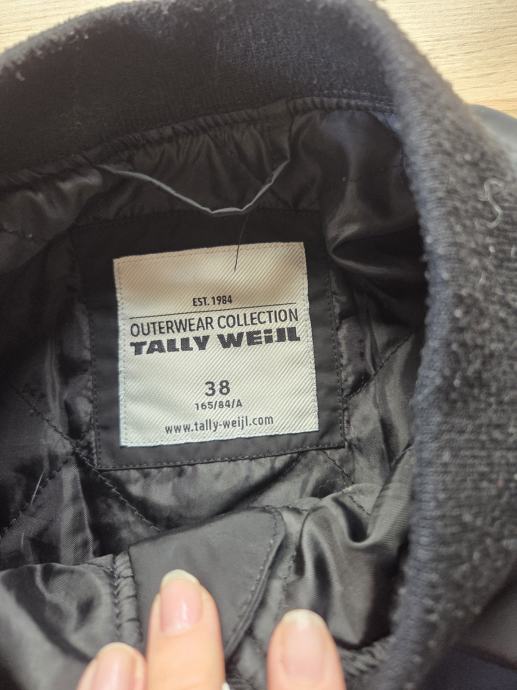 EST. 1984
OUTERWEAR COLLECTION
TALLY WEiJL
38
165/84/A
www.tally-weijl.com